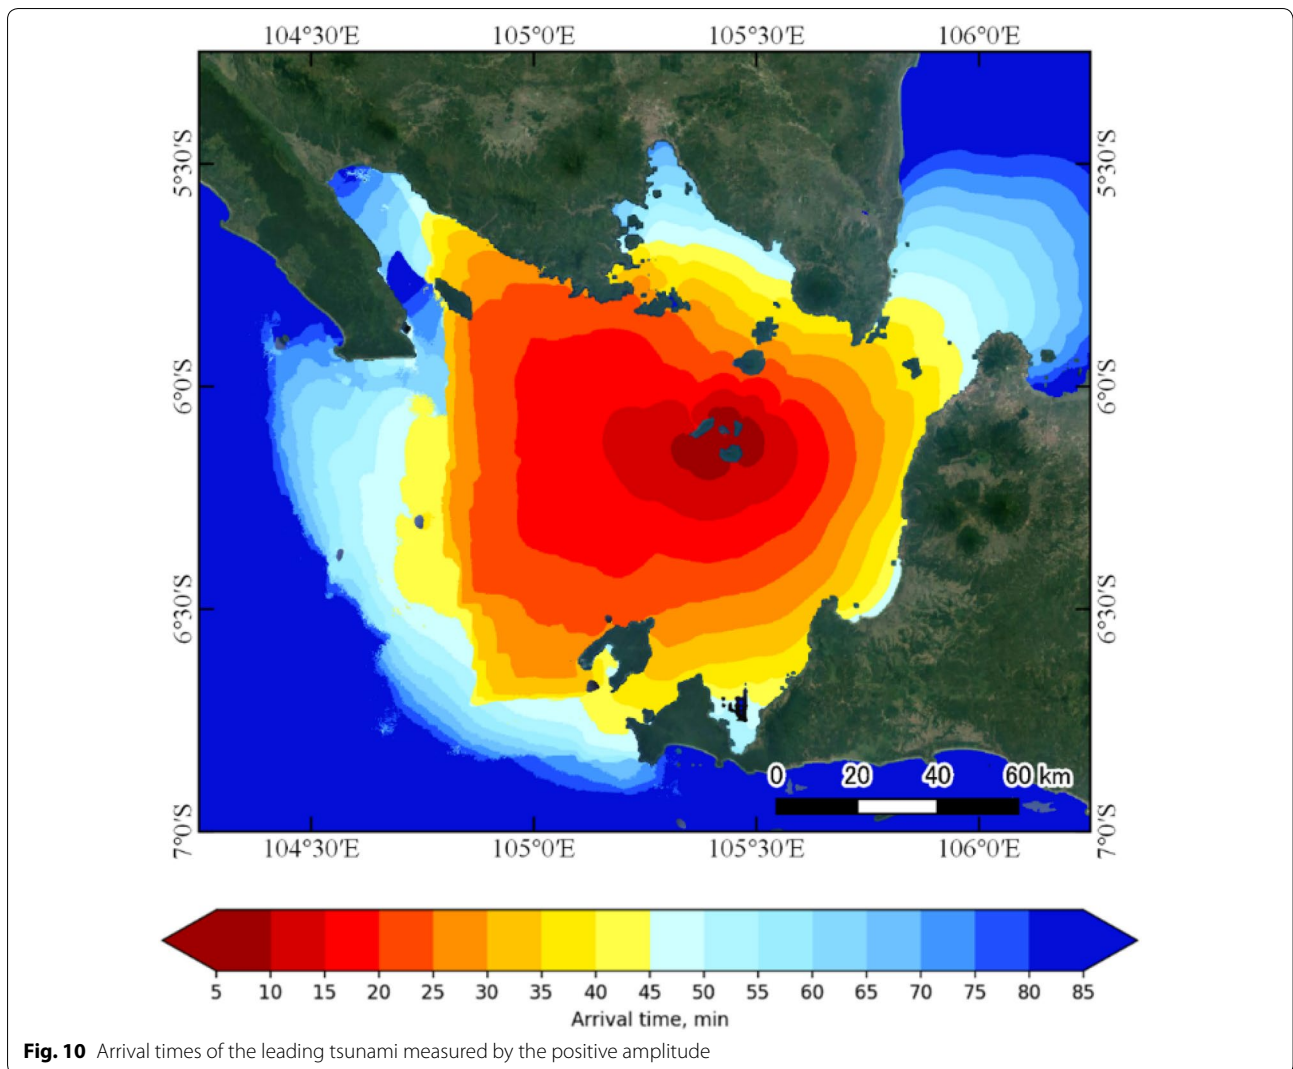 104°30'E 105°0'E 105°30'E 106°0'E
5°30'S 5°30'S
6°0'S 6°0'S
6°30'S 6°30'S
0 20 40 60 km
7°0'S 7°0'S
104°30'E 105°0'E 105°30'E 106°0'E
5 10 15 20 25 30 35 40 45 50 55 60 65 70 75 80 85
Arrival time, min
Fig. 10 Arrival times of the leading tsunami measured by the positive amplitude